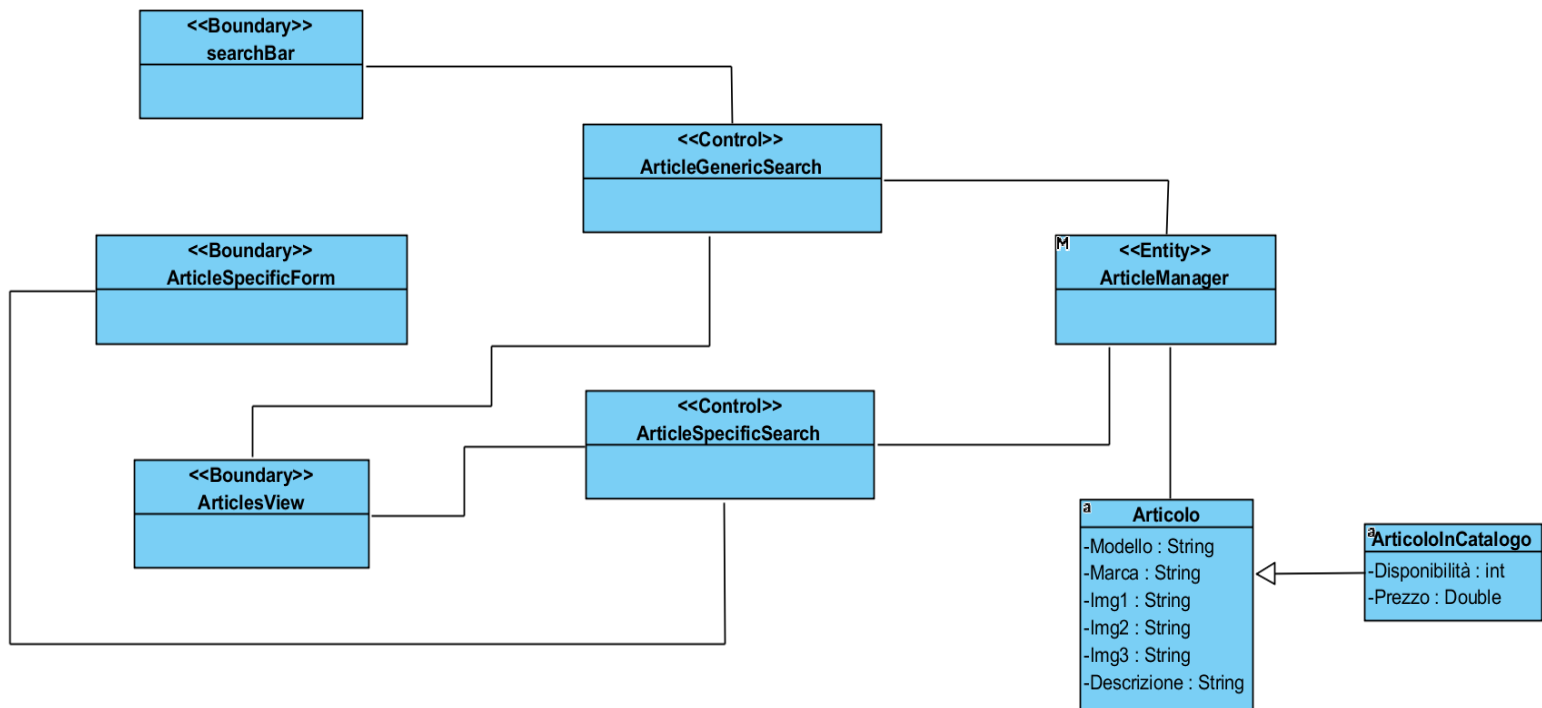 <<Boundary>>
searchBar
<<Control>>
ArticleGenericSearch
<<Boundary>>
ArticleSpecificForm
M
<<Entity>>
ArticleManager
<<Control>>
ArticleSpecificSearch
<<Boundary>>
ArticlesView
a
Articolo
-Modello : String
-Marca : String
-Img1 : String
-Img2 : String
-Img3 : String
-Descrizione : String
a
ArticoloInCatalogo
-Disponibilità : int
-Prezzo : Double